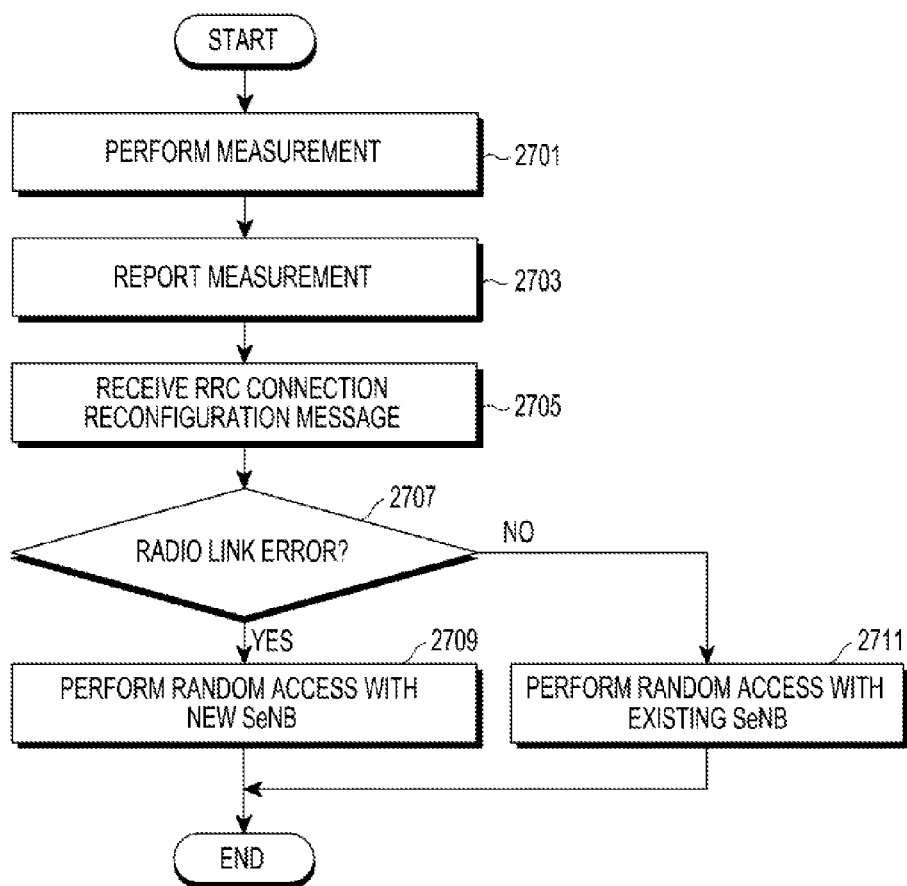 START
PERFORM MEASUREMENT
2701
REPORT MEASUREMENT
2703
RECEIVE RRC CONNECTION
RECONFIGURATION MESSAGE
2705
2707
RADIO LINK ERROR?
NO
YES
2709
2711
PERFORM RANDOM ACCESS WITH
NEW SeNB
PERFORM RANDOM ACCESS WITH
EXISTING SeNB
END